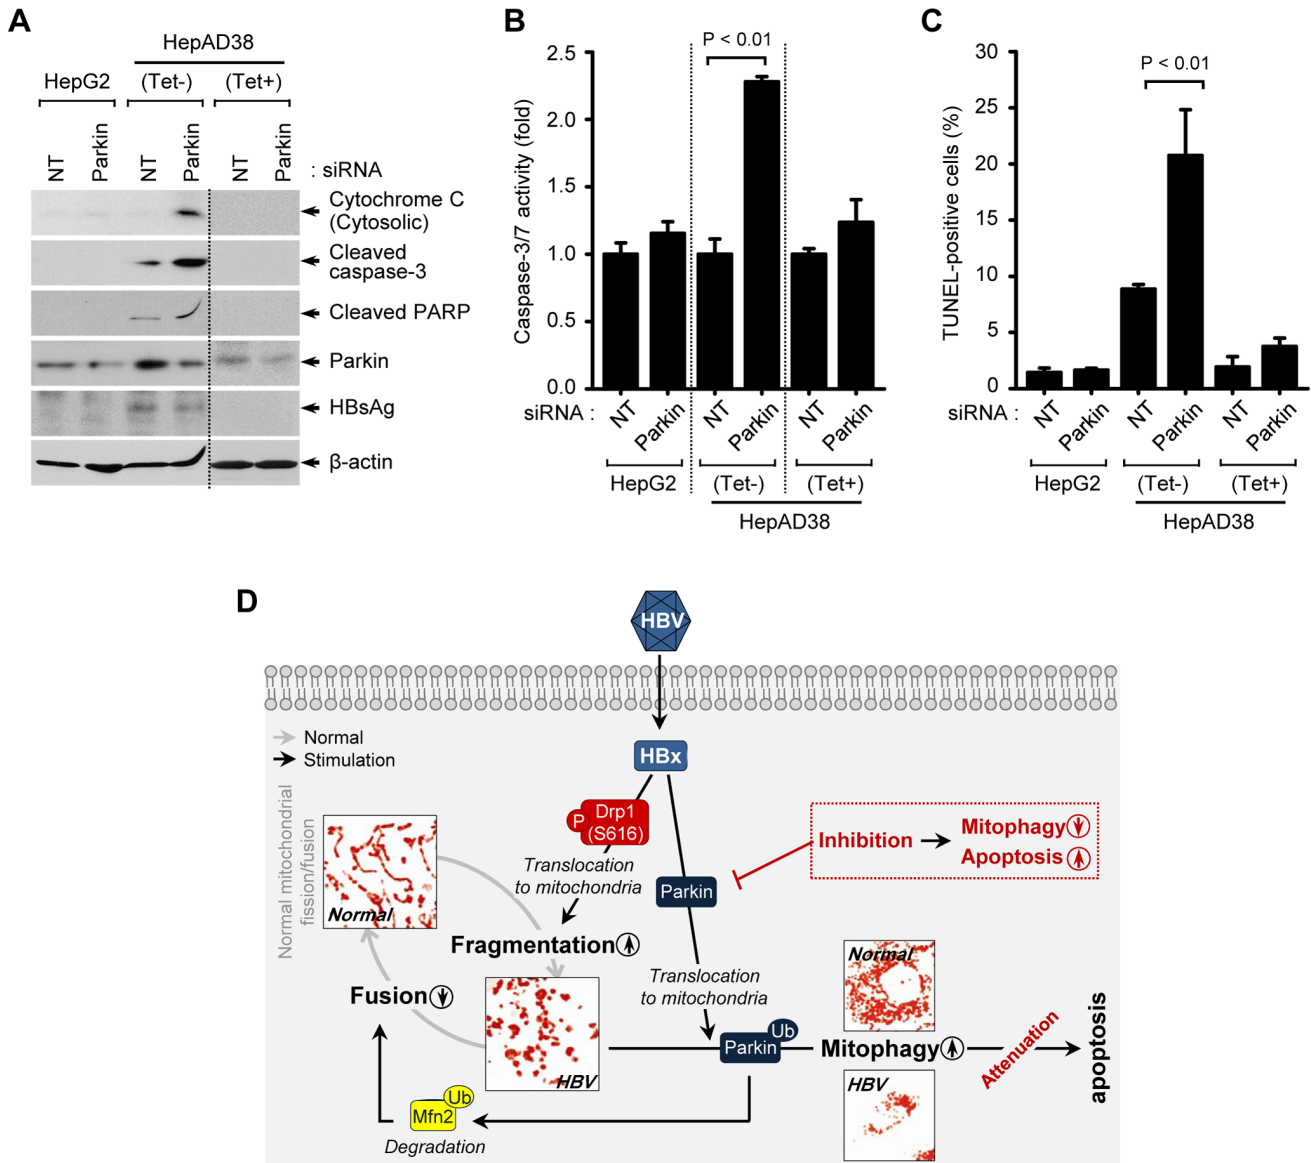 A
HepAD38
HepG2
(Tet-)
(Tet+)
NT
Parkin
NT
Parkin
NT
Parkin
: siRNA
Cytochrome C
(Cytosolic)
Cleaved
caspase-3
Cleaved PARP
Parkin
HBsAg
β-actin
B
P < 0.01
Caspase-3/7 activity (fold)
2.5
2.0
1.5
1.0
0.5
0.0
siRNA :
NT
Parkin
NT
Parkin
NT
Parkin
HepG2
(Tet-)
(Tet+)
HepAD38
C
P < 0.01
TUNEL-positive cells (%)
30
25
20
15
10
5
0
siRNA :
NT
Parkin
NT
Parkin
NT
Parkin
HepG2
(Tet-)
(Tet+)
HepAD38
D
HBV
Normal
Stimulation
HBx
Normal mitochondrial
fission/fusion
Normal
P
Drp1
(S616)
Translocation
to mitochondria
Parkin
Inhibition
Mitophagy
Apoptosis
Fragmentation
Fusion
HBV
Translocation
to mitochondria
Normal
Parkin
Ub
Mitophagy
Attenuation
apoptosis
HBV
Mfn2
Ub
Degradation